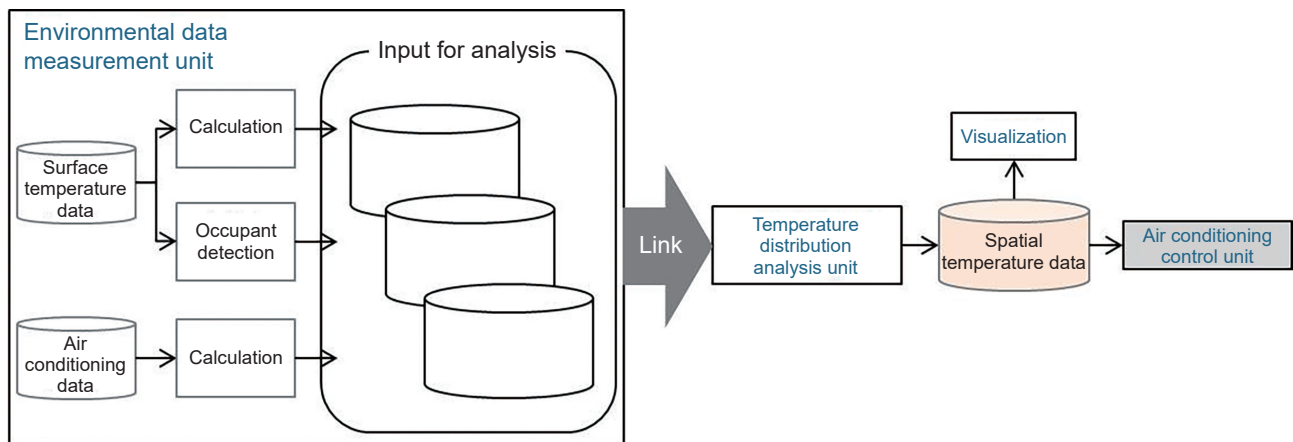 Environmental data
measurement unit
Input for analysis
Calculation
Surface
temperature
data
Occupant
detection
Air
conditioning
data
Calculation
Link
Temperature
distribution
analysis unit
Visualization
Spatial
temperature data
Air conditioning
control unit